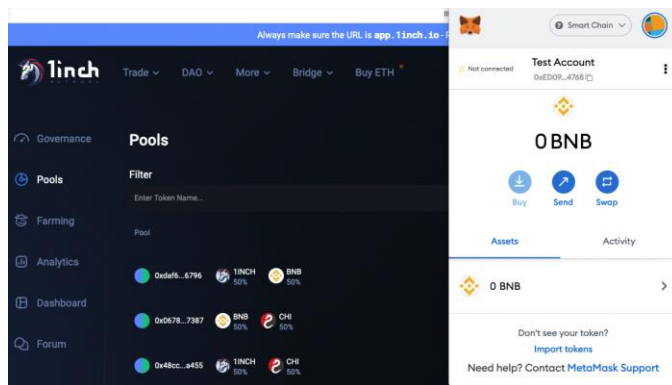 Always make sure the URL is app.1inch.io -
1inch
NETWORK
Trade DAO More Bridge Buy ETH
Governance
Pools
Farming
Analytics
Dashboard
Forum
Pools
Filter
Enter Token Name...
Pool
0xdaf6...6796 1INCH 50% BNB 50%
0x0678...7387 BNB 50% CHI 50%
0x48cc...a455 1INCH 50% CHI 50%
Smart Chain
Not connected
Test Account
0xED09...4768
0 BNB
Buy Send Swap
Assets Activity
0 BNB
Don't see your token?
Import tokens
Need help? Contact MetaMask Support